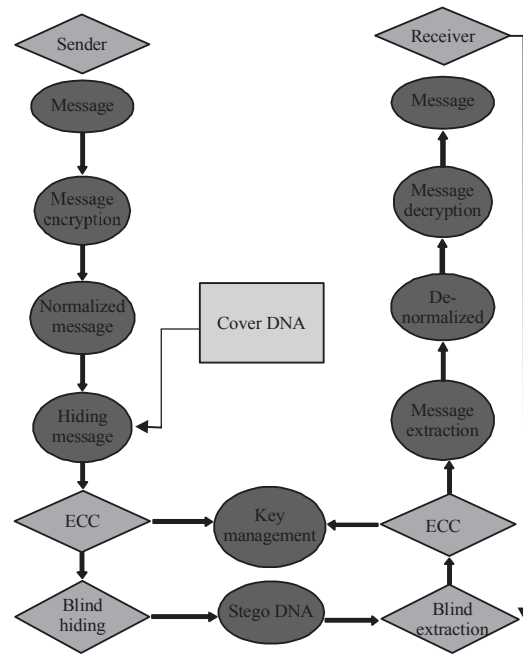 Sender
Message
Message
encryption
Normalized
message
Hiding
message
ECC
Blind
hiding
Cover DNA
Key
management
Stego DNA
Receiver
Message
Message
decryption
De-
normalized
Message
extraction
ECC
Blind
extraction